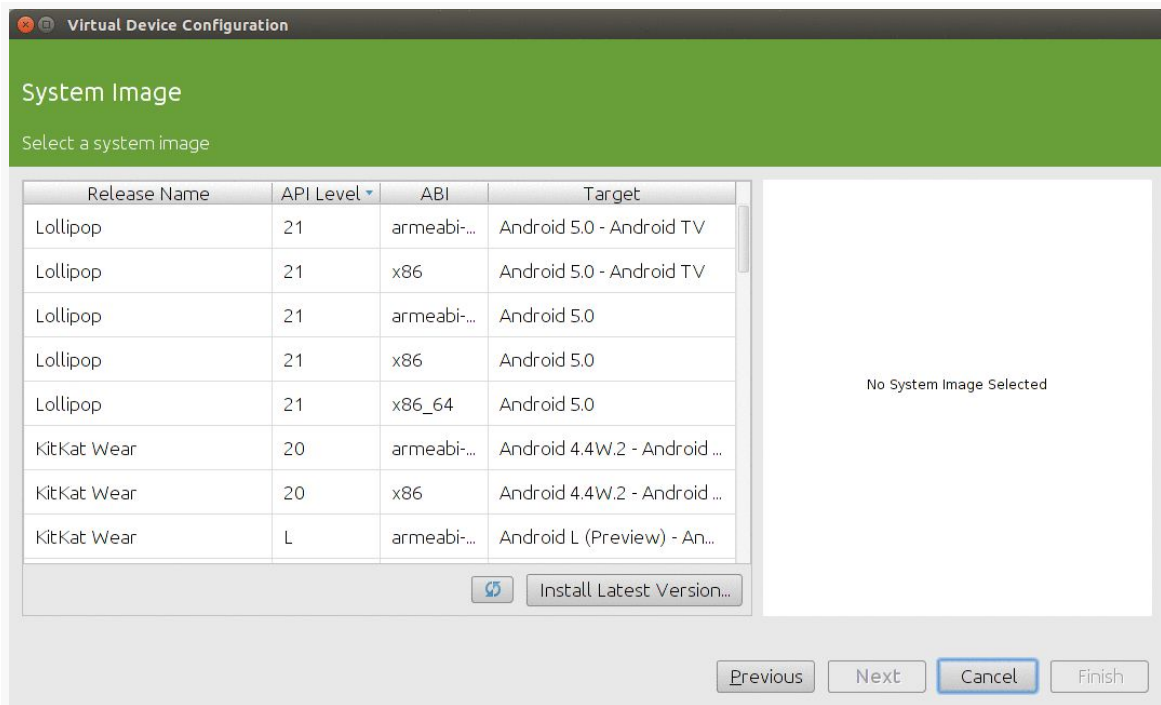 Virtual Device Configuration
System Image
Select a system image
Release Name API Level ABI Target
Lollipop 21 armeabi-... Android 5.0 - Android TV
Lollipop 21 x86 Android 5.0 - Android TV
Lollipop 21 armeabi-... Android 5.0
Lollipop 21 x86 Android 5.0
Lollipop 21 x86_64 Android 5.0
KitKat Wear 20 armeabi-... Android 4.4W.2 - Android ...
KitKat Wear 20 x86 Android 4.4W.2 - Android ...
KitKat Wear L armeabi-... Android L (Preview) - An...
No System Image Selected
Install Latest Version...
Previous Next Cancel Finish